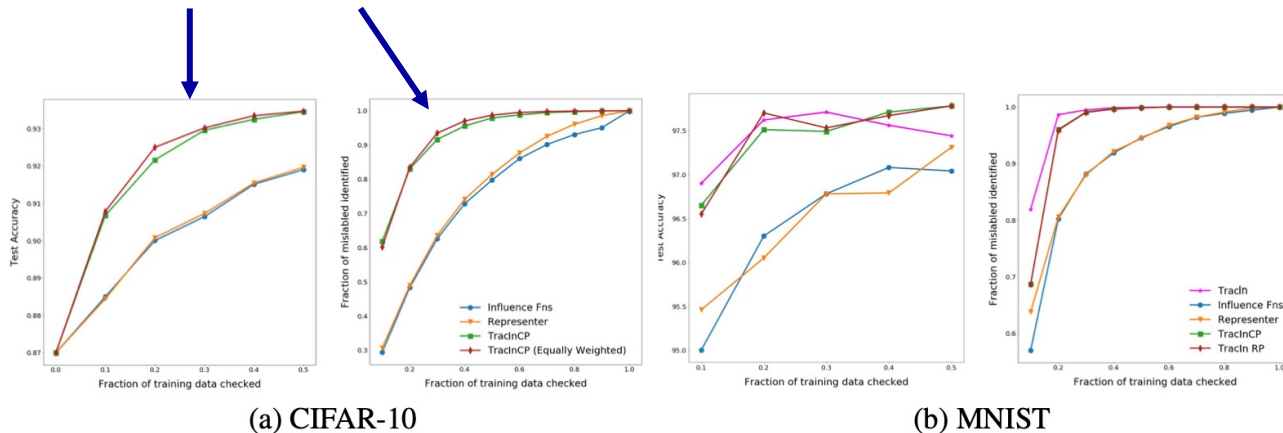 Test Accuracy
0.93
0.92
0.91
0.90
0.89
0.88
0.87
0.0 0.1 0.2 0.3 0.4 0.5
Fraction of training data checked
Fraction of mislabled identified
1.0
0.9
0.8
0.7
0.6
0.5
0.4
0.3
0.2 0.4 0.6 0.8 1.0
Fraction of training data checked
Influence Fns
Representer
TracInCP
TracInCP (Equally Weighted)
(a) CIFAR-10
Test Accuracy
97.5
97.0
96.5
96.0
95.5
95.0
0.1 0.2 0.3 0.4 0.5
Fraction of training data checked
Fraction of mislabled identified
1.0
0.9
0.8
0.7
0.6
0.2 0.4 0.6 0.8 1.0
Fraction of training data checked
TracIn
Influence Fns
Representer
TracInCP
TracIn RP
(b) MNIST